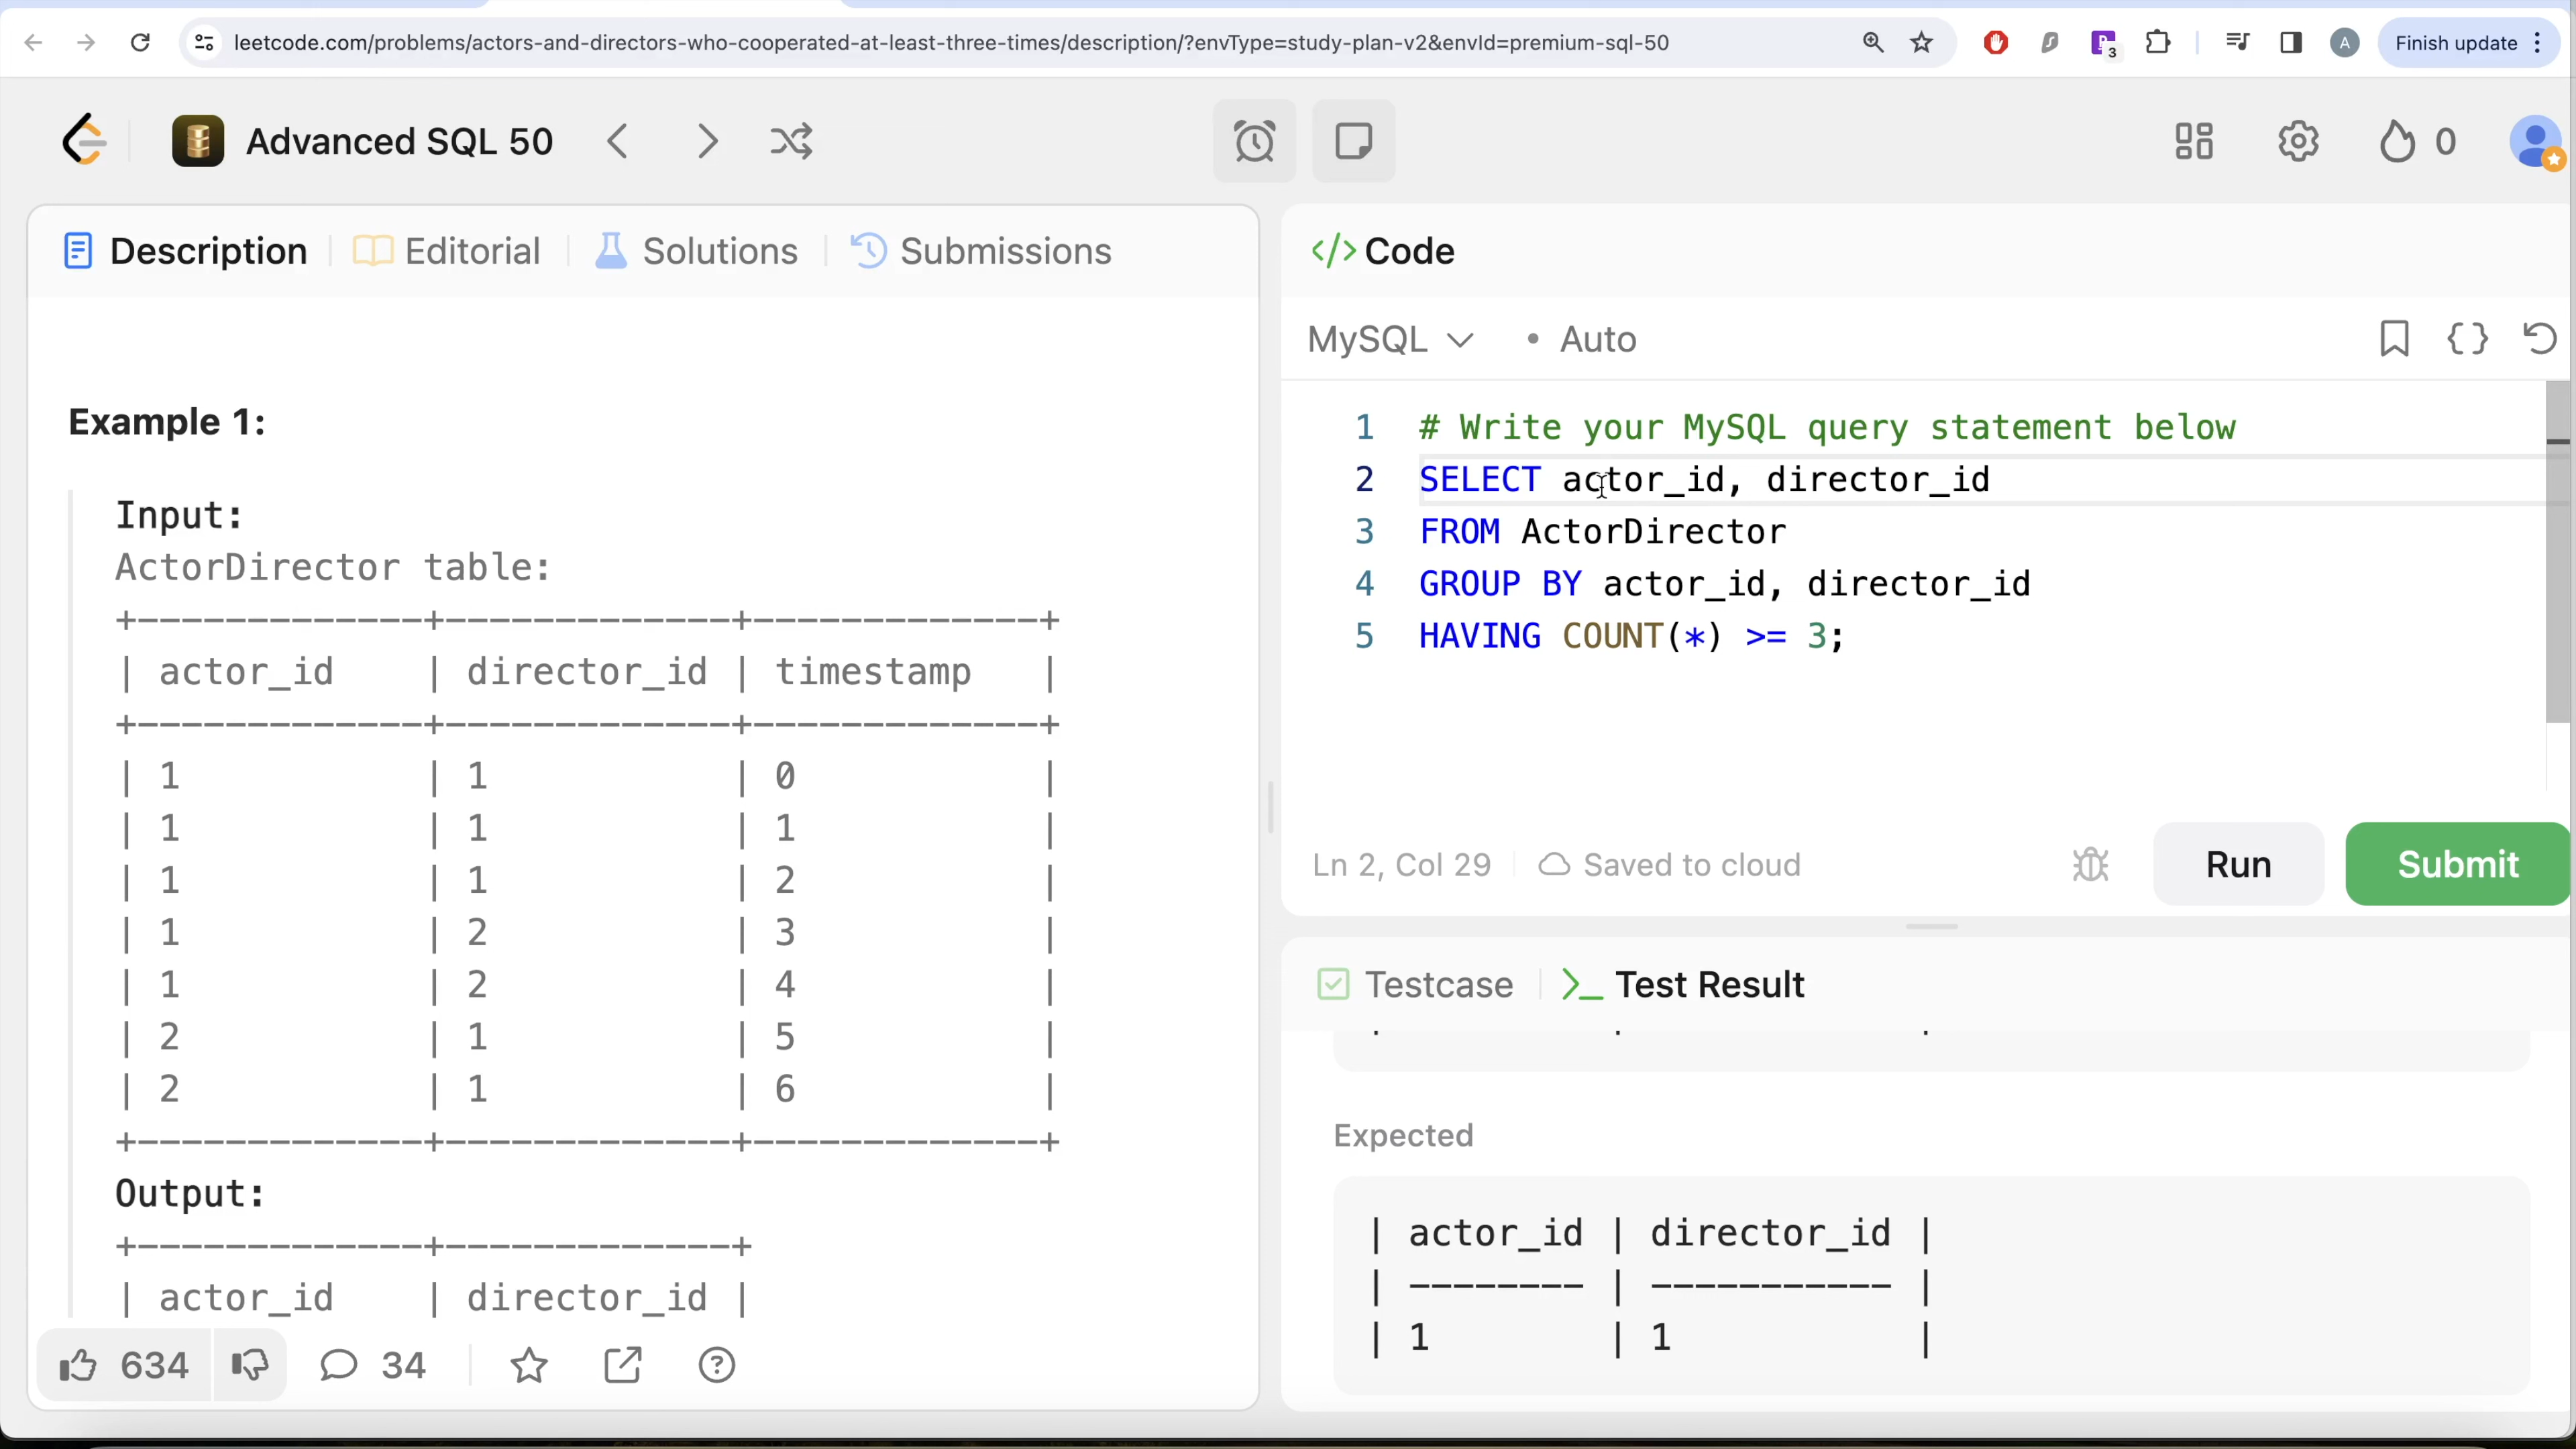 leetcode.com/problems/actors-and-directors-who-cooperated-at-least-three-times/description/?envType=study-plan-v2&envId=premium-sql-50
3
A
Finish update
Advanced SQL 50
0
Description
Editorial
Solutions
Submissions
Example 1:
Input:
ActorDirector table:
+--------------+-------------+-------------+
| actor_id | director_id | timestamp |
+--------------+-------------+-------------+
| 1 | 1 | 0 |
| 1 | 1 | 1 |
| 1 | 1 | 2 |
| 1 | 2 | 3 |
| 1 | 2 | 4 |
| 2 | 1 | 5 |
| 2 | 1 | 6 |
+--------------+-------------+-------------+
Output:
+--------------+-------------+
| actor_id | director_id |
634
34
</> Code
MySQL
• Auto
1 # Write your MySQL query statement below
2 SELECT actor_id, director_id
3 FROM ActorDirector
4 GROUP BY actor_id, director_id
5 HAVING COUNT(*) >= 3;
Ln 2, Col 29
Saved to cloud
Run
Submit
Testcase
>_ Test Result
Expected
| actor_id | director_id |
| -------- | ----------- |
| 1 | 1 |